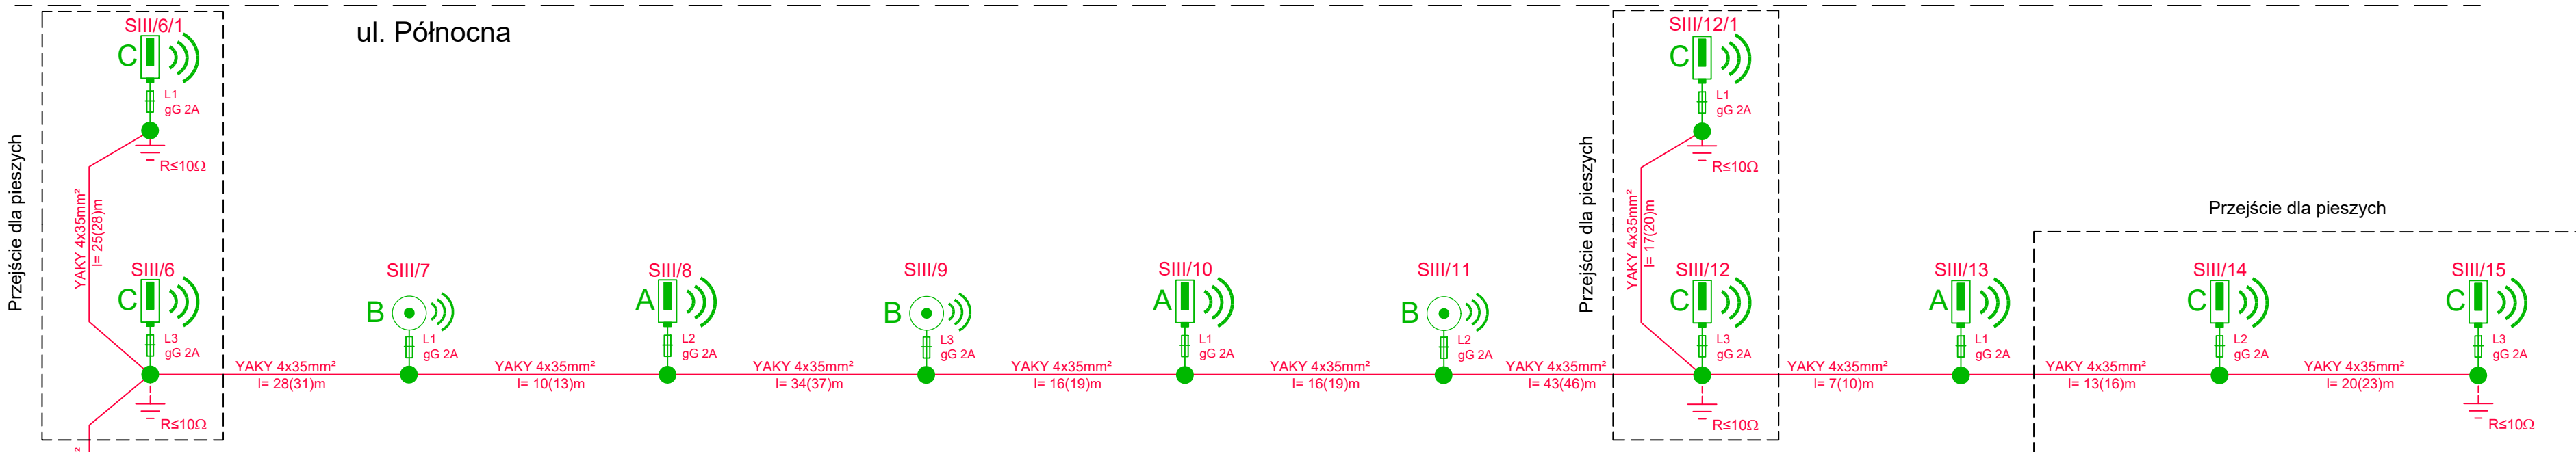 ul. Północna
Przejście dla pieszych
SIII/6/1
C
L1
gG 2A
R≤10Ω
YAKY 4x35mm²
l= 25(28)m
SIII/6
C
L3
gG 2A
R≤10Ω
YAKY 4x35mm²
l= 28(31)m
SIII/7
B
L1
gG 2A
YAKY 4x35mm²
l= 10(13)m
SIII/8
A
L2
gG 2A
YAKY 4x35mm²
l= 34(37)m
SIII/9
B
L3
gG 2A
YAKY 4x35mm²
l= 16(19)m
SIII/10
A
L1
gG 2A
YAKY 4x35mm²
l= 16(19)m
SIII/11
B
L2
gG 2A
YAKY 4x35mm²
l= 43(46)m
Przejście dla pieszych
SIII/12/1
C
L1
gG 2A
R≤10Ω
YAKY 4x35mm²
l= 17(20)m
SIII/12
C
L3
gG 2A
R≤10Ω
YAKY 4x35mm²
l= 7(10)m
SIII/13
A
L1
gG 2A
YAKY 4x35mm²
l= 13(16)m
Przejście dla pieszych
SIII/14
C
L2
gG 2A
YAKY 4x35mm²
l= 20(23)m
SIII/15
C
L3
gG 2A
R≤10Ω